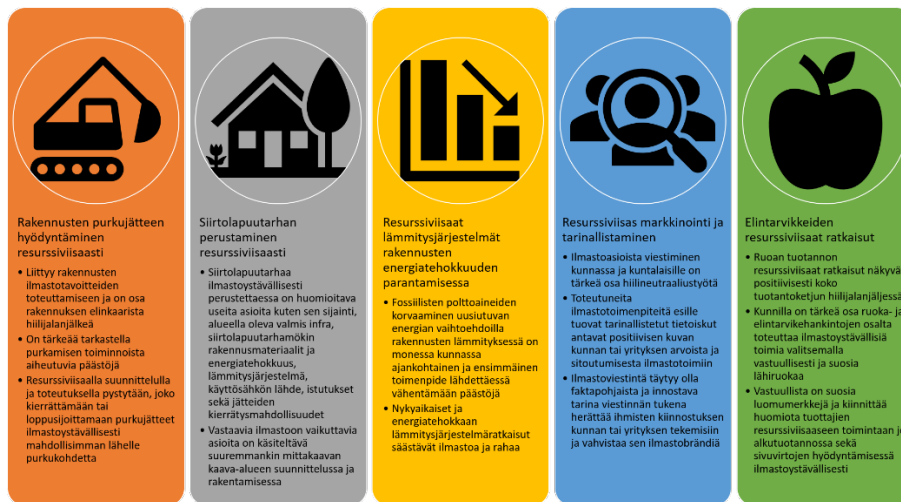 Rakennusten purkujätteen
hyödyntäminen
resurssiviisaasti
• Liittyy rakennusten
ilmastotavoitteiden
toteuttamiseen ja on osa
rakennuksen elinkaarista
hiilijalanjälkeä
• On tärkeää tarkastella
purkamisen toiminnoista
aiheutuvia päästöjä
• Resurssiviisaalla suunnittelulla
ja toteutuksella pystytään, joko
kierrättämään tai
loppusijoittamaan purkujätteet
ilmastoystävällisesti
mahdollisimman lähelle
purkukohdetta
Siirtolapuutarhan
perustaminen
resurssiviisaasti
• Siirtolapuutarhaa
ilmastoystävällisesti
perustettaessa on huomioitava
useita asioita kuten sen sijainti,
alueella oleva valmis infra,
siirtolapuutarhamökin
rakennusmateriaalit ja
energiatehokkuus,
lämmitysjärjestelmä,
käyttösähkön lähde, istutukset
sekä jätteiden
kierrätysmahdollisuudet
• Vastaavia ilmastoon vaikuttavia
asioita on käsiteltävä
suuremmankin mittakaavan
kaava-alueen suunnittelussa ja
rakentamisessa
Resurssiviisaat
lämmitysjärjestelmät
rakennusten
energiatehokkuuden
parantamisessa
• Fossiilisten polttoaineiden
korvaaminen uusiutuvan
energian vaihtoehdoilla
rakennusten lämmityksessä on
monessa kunnassa
ajankohtainen ja ensimmäinen
toimenpide lähdettäessä
vähentämään päästöjä
• Nykyaikaiset ja
energiatehokkaan
lämmitysjärjestelmäratkaisut
säästävät ilmastoa ja rahaa
Resurssiviisas markkinointi ja
tarinallistaminen
• Ilmastoasioista viestiminen
kunnassa ja kuntalaisille on
tärkeä osa hiilineutraaliustyötä
• Toteutuneita
ilmastotoimenpiteitä esille
tuovat tarinallistetut tietoiskut
antavat positiivisen kuvan
kunnan tai yrityksen arvoista ja
sitoutumisesta ilmastotoimiin
• Ilmastoviestintä täytyy olla
faktapohjaista ja innostava
tarina viestinnän tukena
herättää ihmisten kiinnostuksen
kunnan tai yrityksen tekemisiin
ja vahvistaa sen ilmastobrändiä
Elintarvikkeiden
resurssiviisaat ratkaisut
• Ruoan tuotannon
resurssiviisaat ratkaisut näkyvä
positiivisesti koko
tuotantoketjun hiilijalanjäljessä
• Kunnilla on tärkeä osa ruoka- ja
elintarvikehankintojen osalta
toteuttaa ilmastoystävällisiä
toimia valitsemalla
vastuullisesti ja suosia
lähiruokaa
• Vastuullista on suosia
luomumerkkejä ja kiinnittää
huomiota tuottajien
resurssiviisaaseen toimintaan j
alkutuotannossa sekä
sivuvirtojen hyödyntämisessä
ilmastoystävällisesti